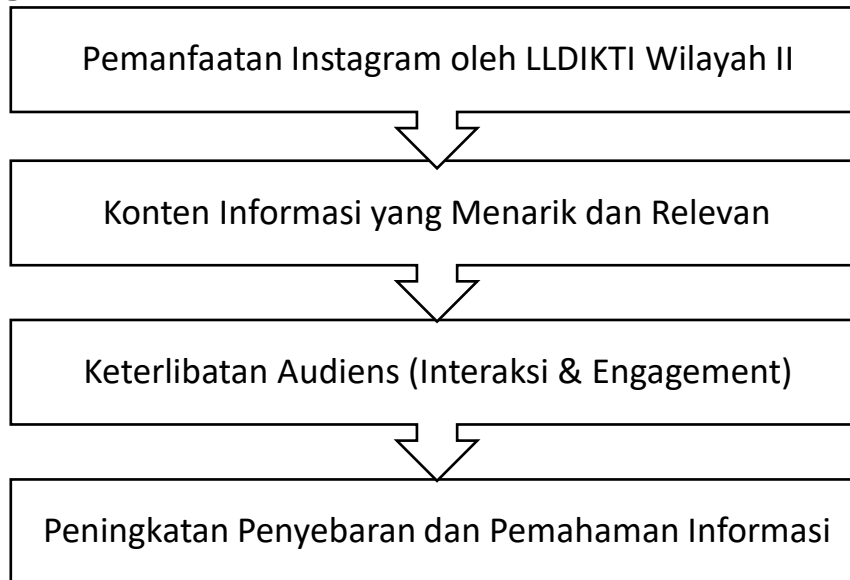 Pemanfaatan Instagram oleh LLDIKTI Wilayah II
Konten Informasi yang Menarik dan Relevan
Keterlibatan Audiens (Interaksi & Engagement)
Peningkatan Penyebaran dan Pemahaman Informasi